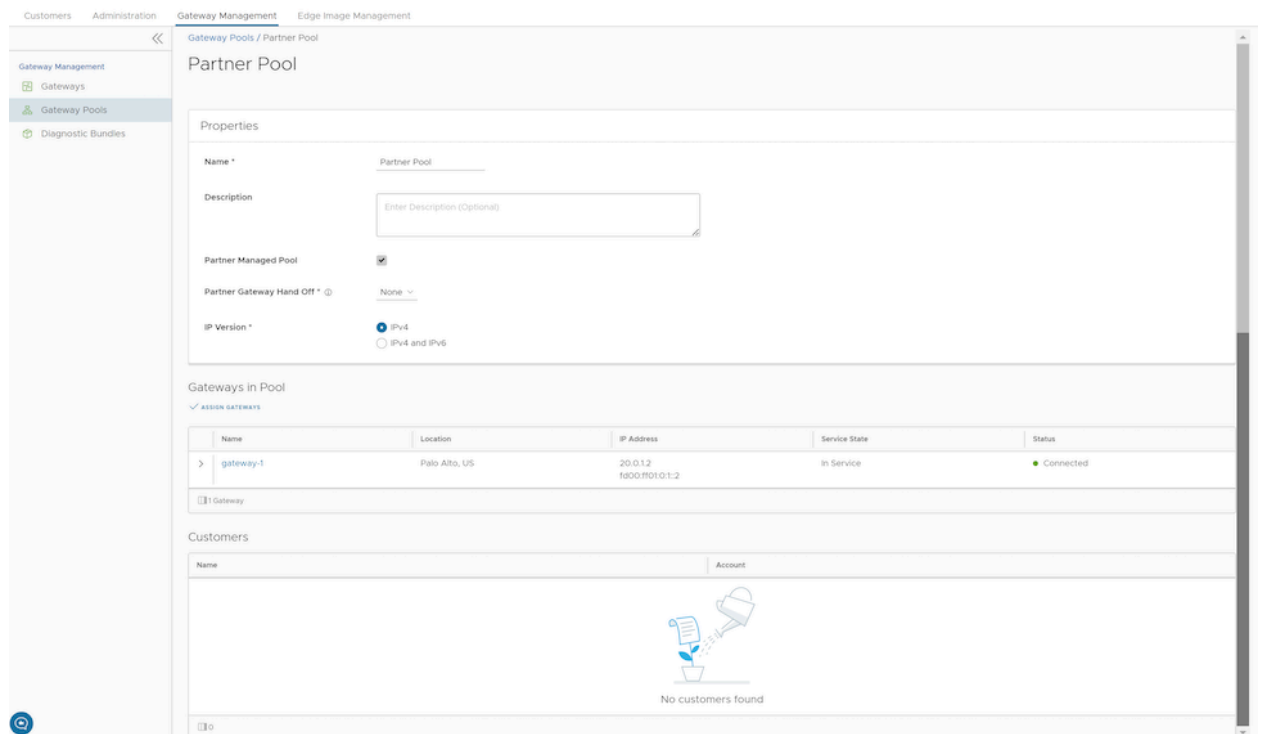 Customers Administration Gateway Management Edge Image Management
Gateway Pools / Partner Pool
Gateway Management
Gateways
Gateway Pools
Diagnostic Bundles
Partner Pool
Properties
Name * Partner Pool
Description Enter Description (Optional)
Partner Managed Pool
Partner Gateway Hand Off * None
IP Version * IPv4
IPv4 and IPv6
Gateways in Pool
ASSIGN GATEWAYS
Name Location IP Address Service State Status
gateway-1 Palo Alto, US 20.0.1.2 In Service Connected
fd00:ff01:0:1::2
1 Gateway
Customers
Name Account
No customers found
0